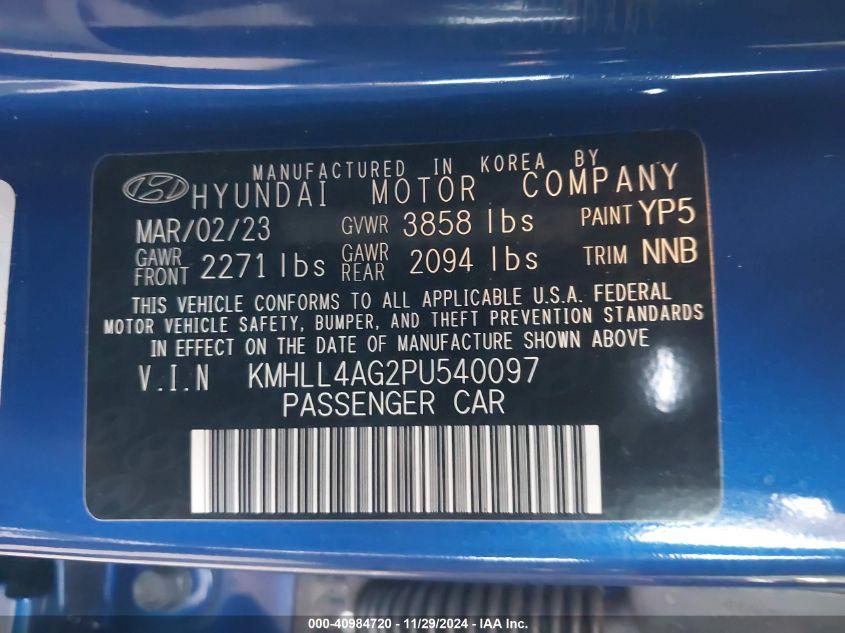 MANUFACTURED IN KOREA BY
HYUNDAI MOTOR COMPANY
MAR/02/23 GVWR 3858 lbs PAINT YP5
GAWR FRONT 2271 lbs GAWR REAR 2094 lbs TRIM NNB
THIS VEHICLE CONFORMS TO ALL APPLICABLE U.S.A. FEDERAL
MOTOR VEHICLE SAFETY, BUMPER, AND THEFT PREVENTION STANDARDS
IN EFFECT ON THE DATE OF MANUFACTURE SHOWN ABOVE
V.I.N KMHLL4AG2PU540097
PASSENGER CAR
000-40984720 - 11/29/2024 - IAA Inc.